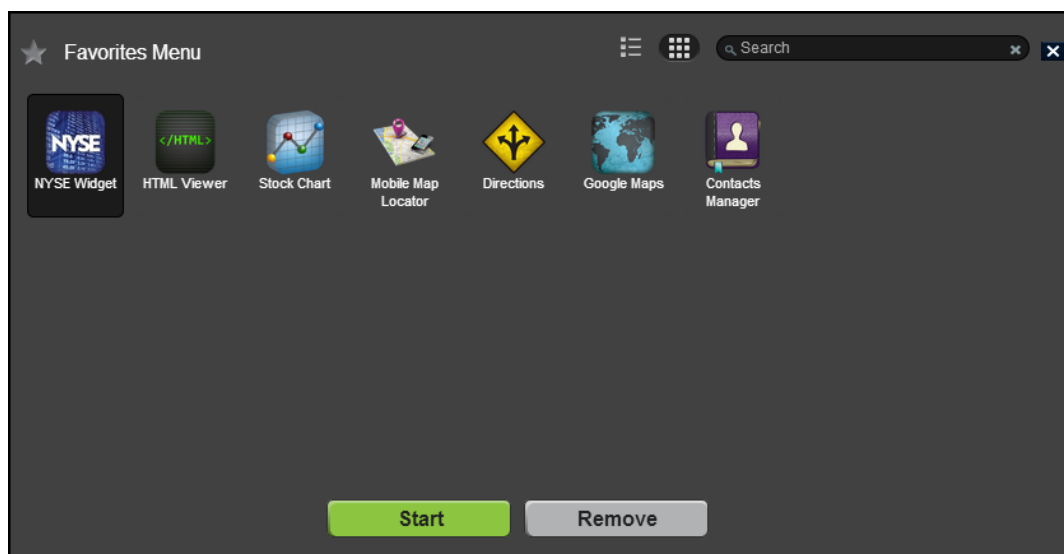 Favorites Menu
Search
NYSE
</HTML>
NYSE Widget
HTML Viewer
Stock Chart
Mobile Map
Locator
Directions
Google Maps
Contacts
Manager
Start
Remove